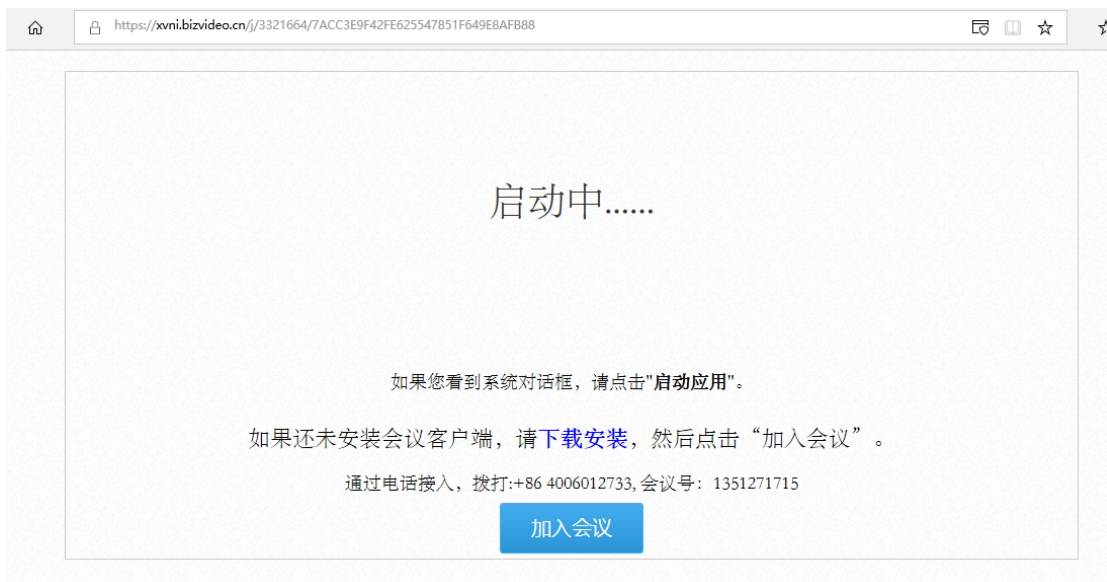 https://xvni.bizvideo.cn/j/3321664/7ACC3E9F42FE625547851F649E8AFB88
启动中......
如果您看到系统对话框，请点击"启动应用"。
如果还未安装会议客户端，请下载安装，然后点击“加入会议”。
通过电话接入，拨打:+86 4006012733, 会议号：1351271715
加入会议